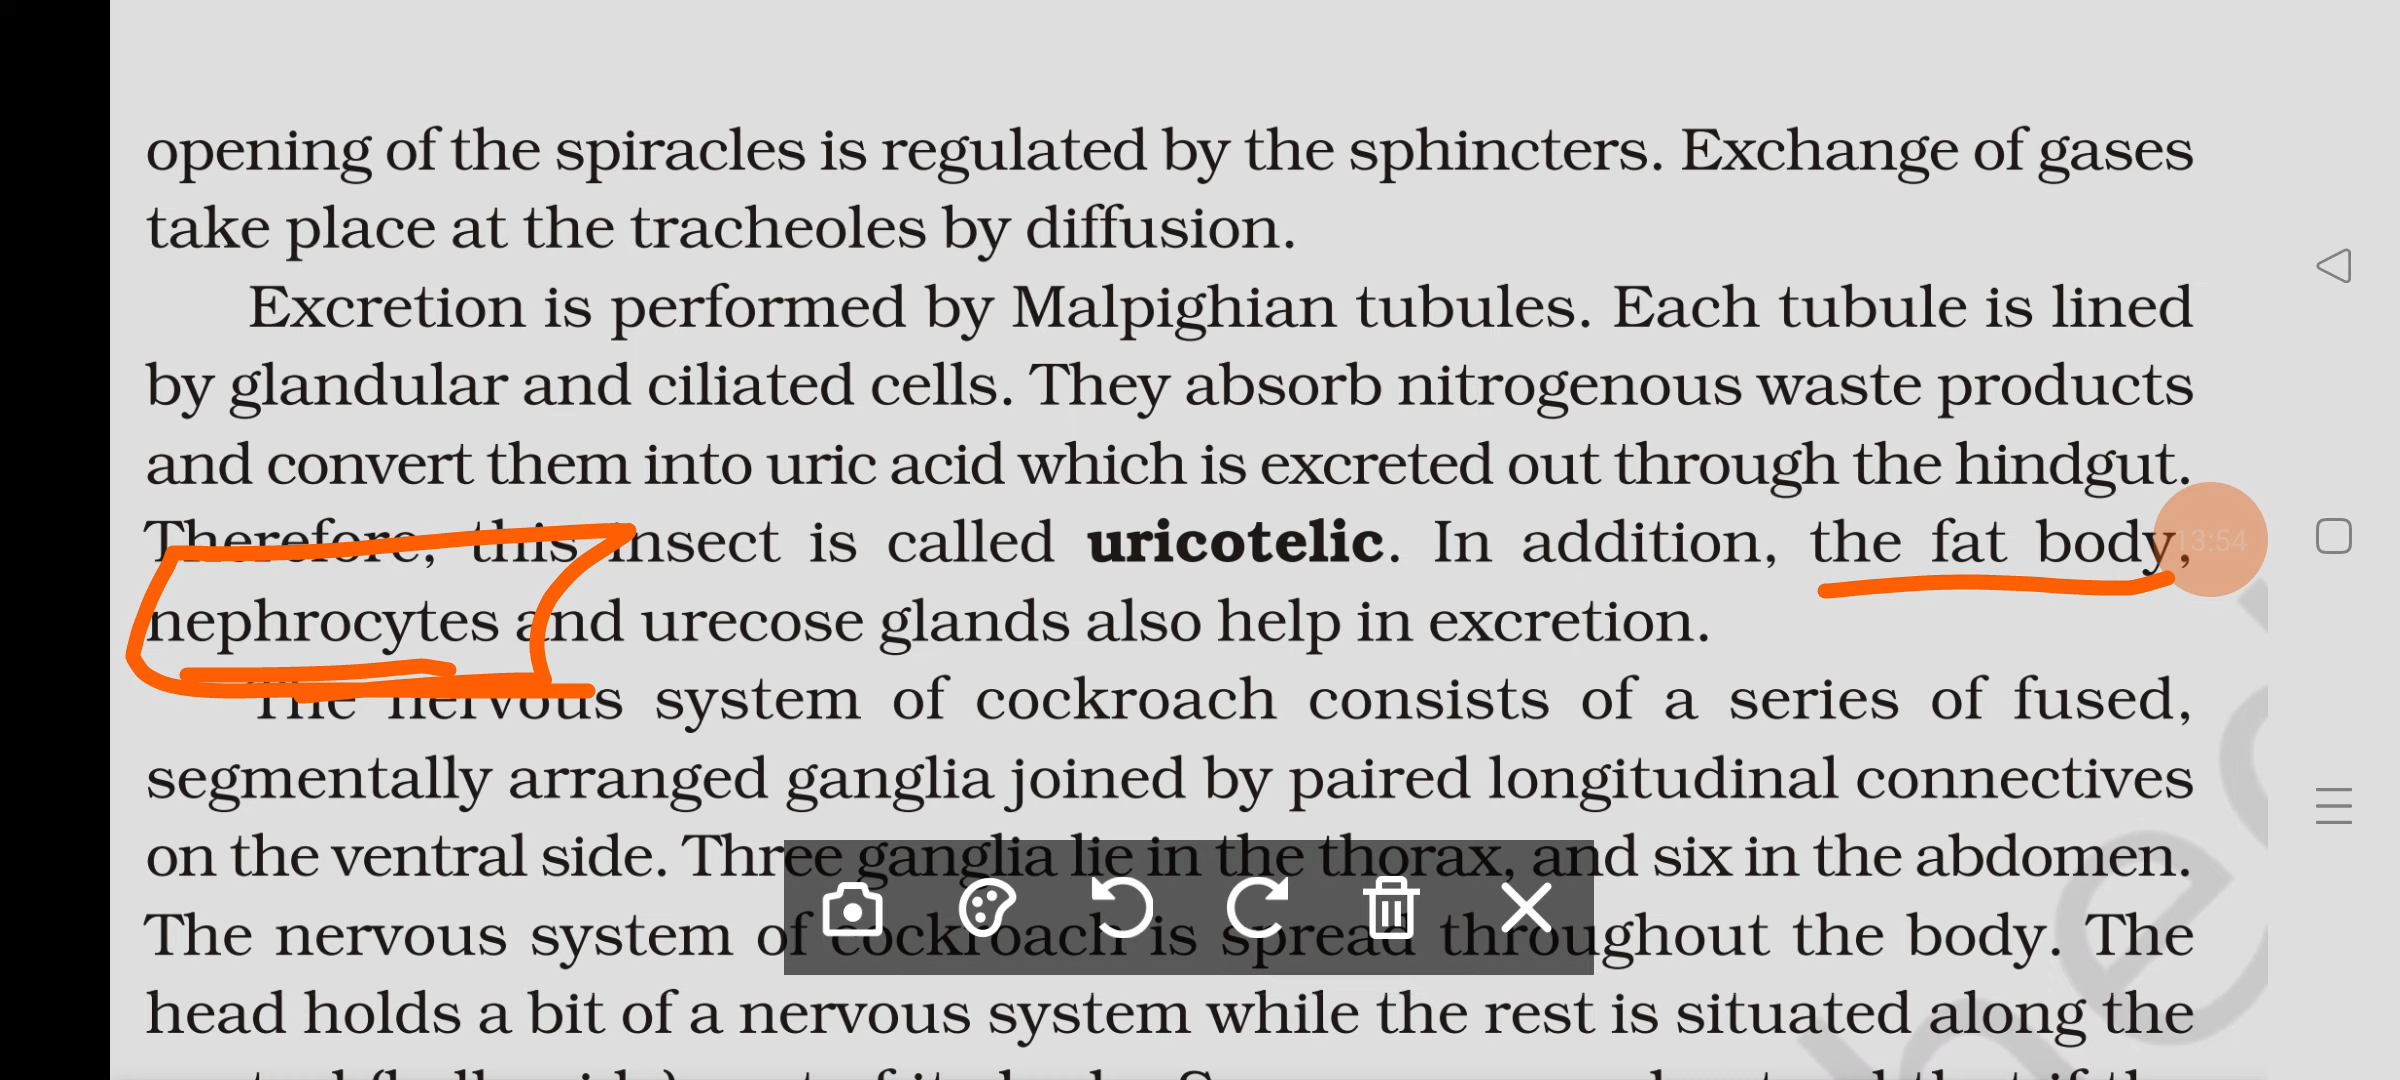 opening of the spiracles is regulated by the sphincters. Exchange of gases
take place at the tracheoles by diffusion.
Excretion is performed by Malpighian tubules. Each tubule is lined
by glandular and ciliated cells. They absorb nitrogenous waste products
and convert them into uric acid which is excreted out through the hindgut.
Therefore, this insect is called uricotelic. In addition, the fat body,
13:54
nephrocytes and urecose glands also help in excretion.
The nervous system of cockroach consists of a series of fused,
segmentally arranged ganglia joined by paired longitudinal connectives
on the ventral side. Three ganglia lie in the thorax, and six in the abdomen.
The nervous system of cockroach is spread throughout the body. The
head holds a bit of a nervous system while the rest is situated along the